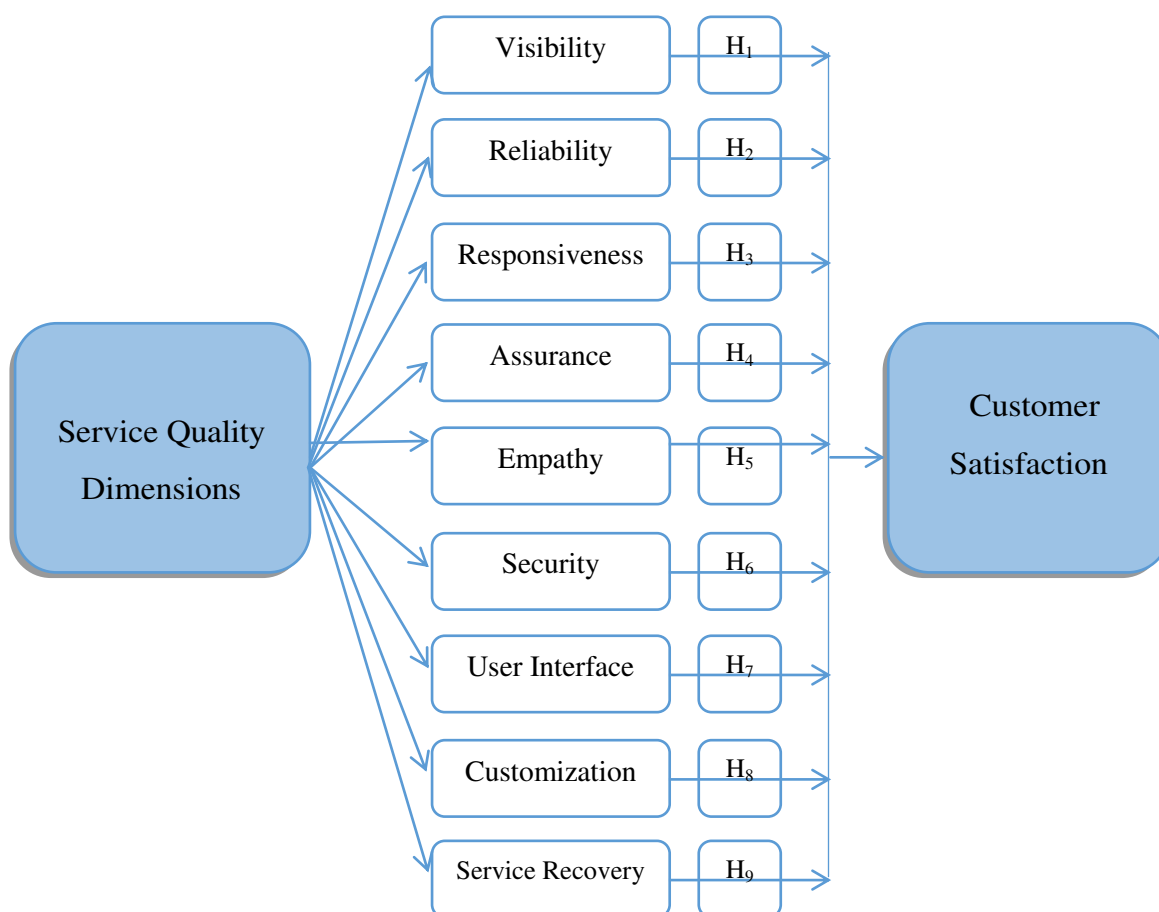 Visibility
H₁
Reliability
H₂
Responsiveness
H₃
Assurance
H₄
Service Quality
Dimensions
Empathy
H₅
Customer
Satisfaction
Security
H₆
User Interface
H₇
Customization
H₈
Service Recovery
H₉